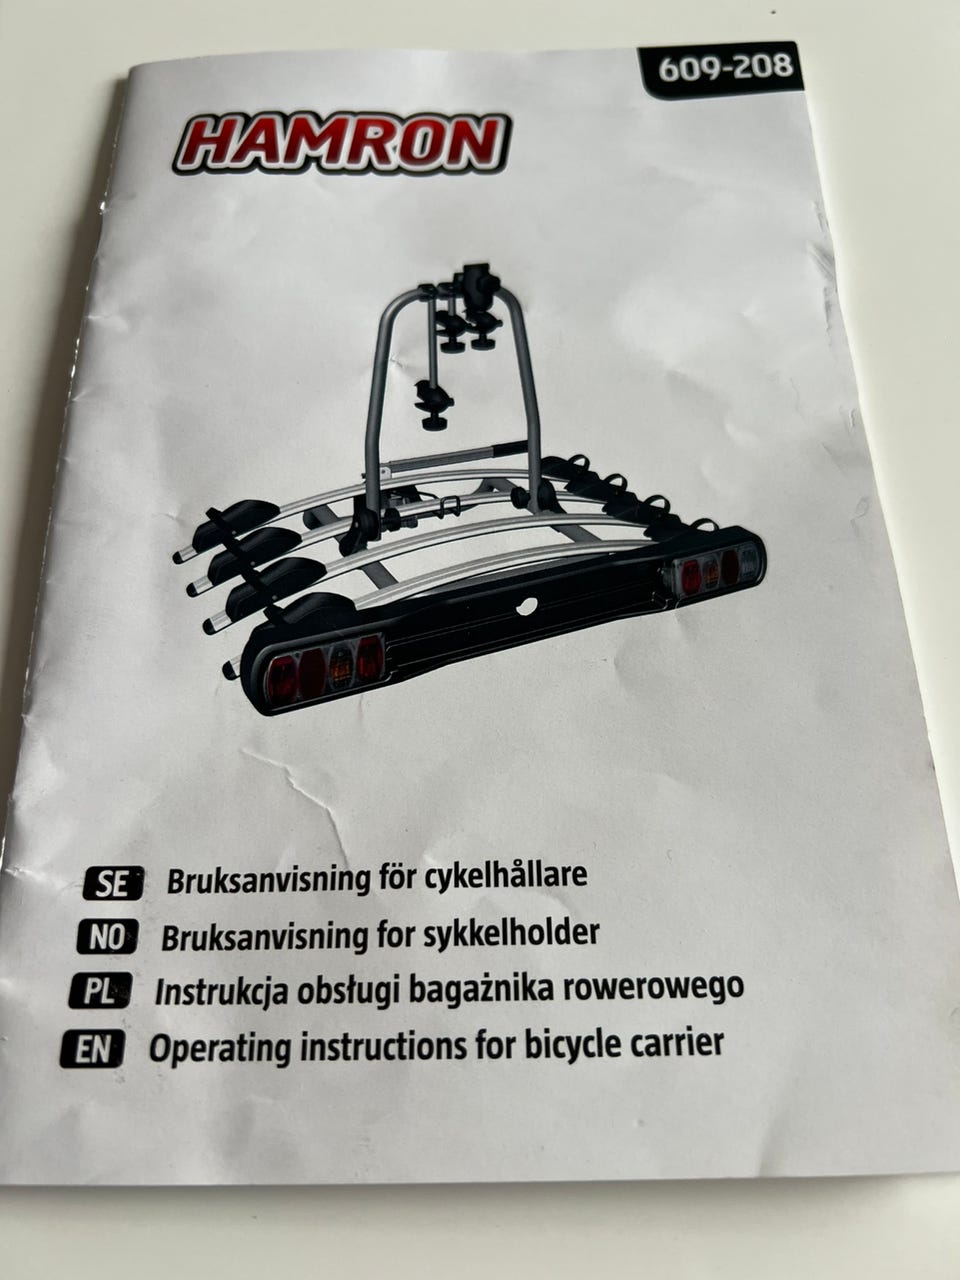 609-208
HAMRON
SE Bruksanvisning för cykelhållare
NO Bruksanvisning for sykkelholder
PL Instrukcja obsługi bagażnika rowerowego
EN Operating instructions for bicycle carrier